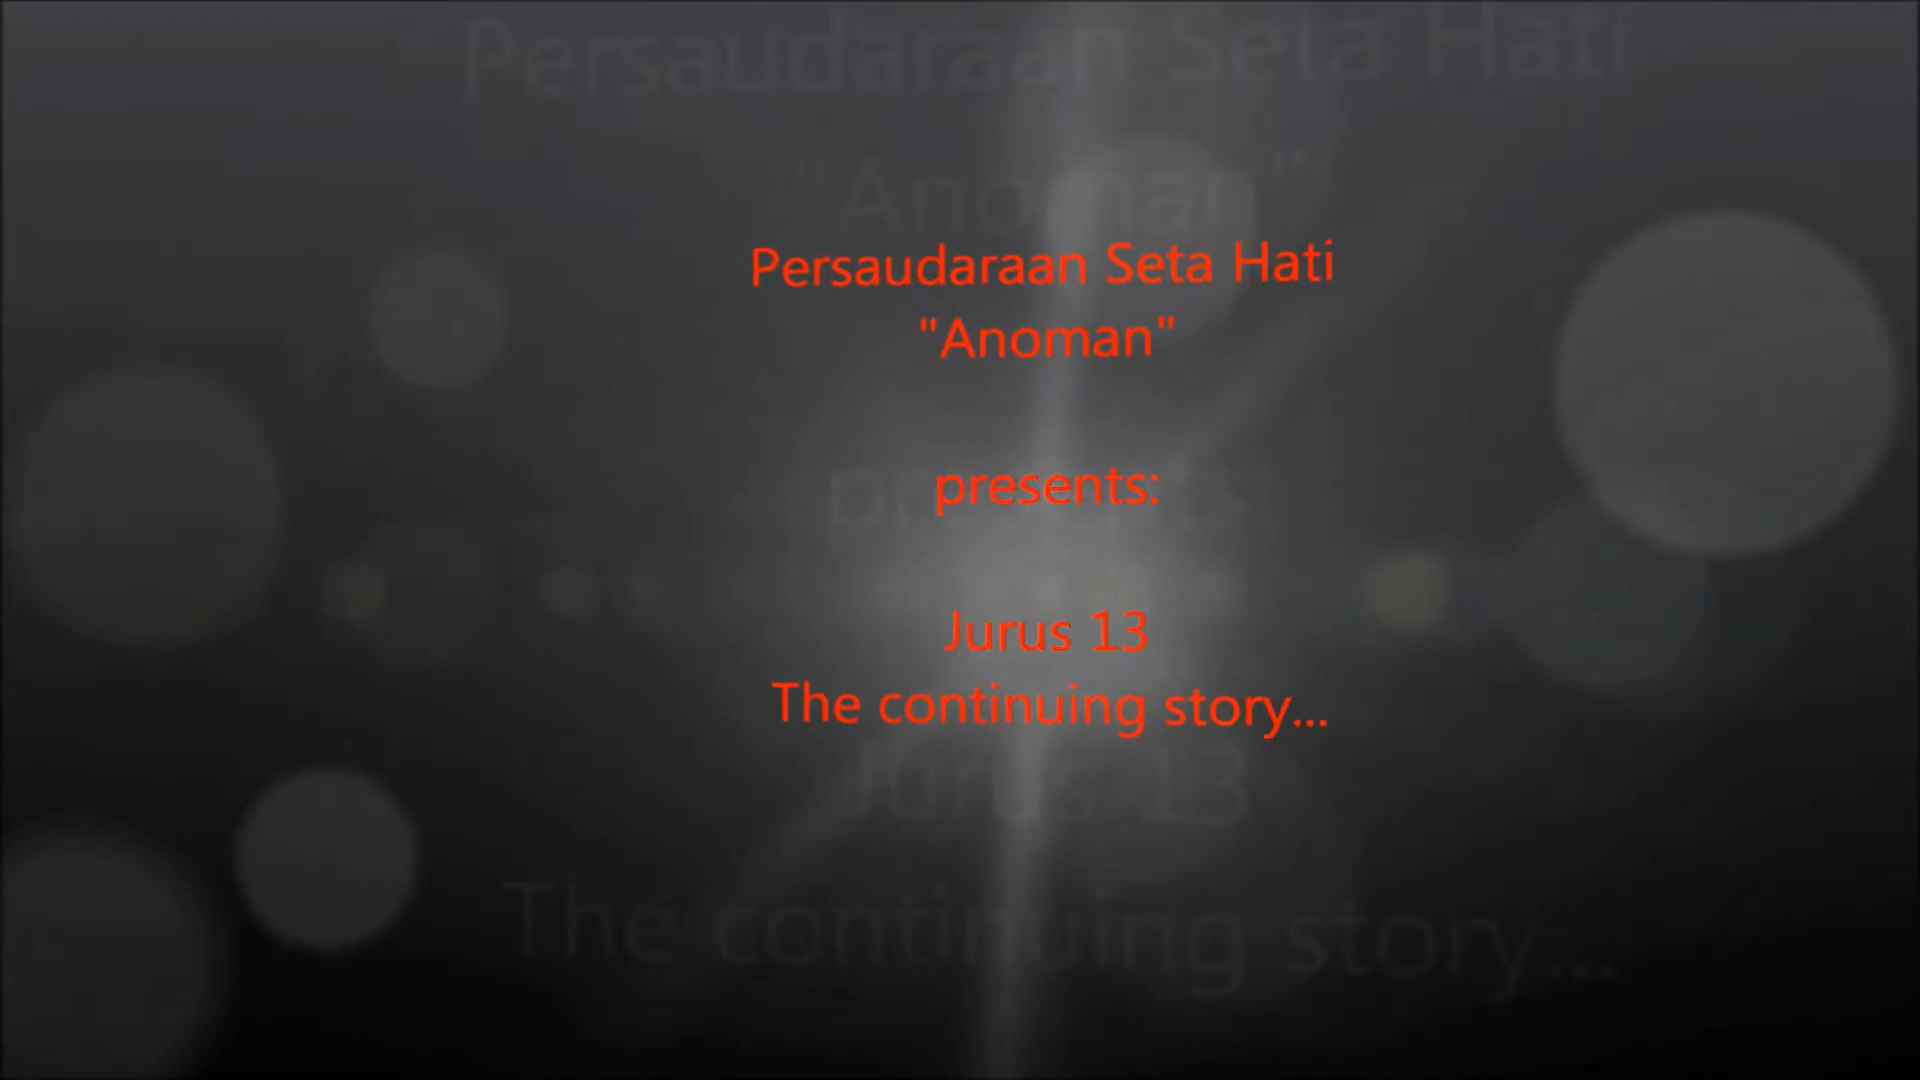 Persaudaraan Seta Hati
"Anoman"
presents:
Jurus 13
The continuing story...